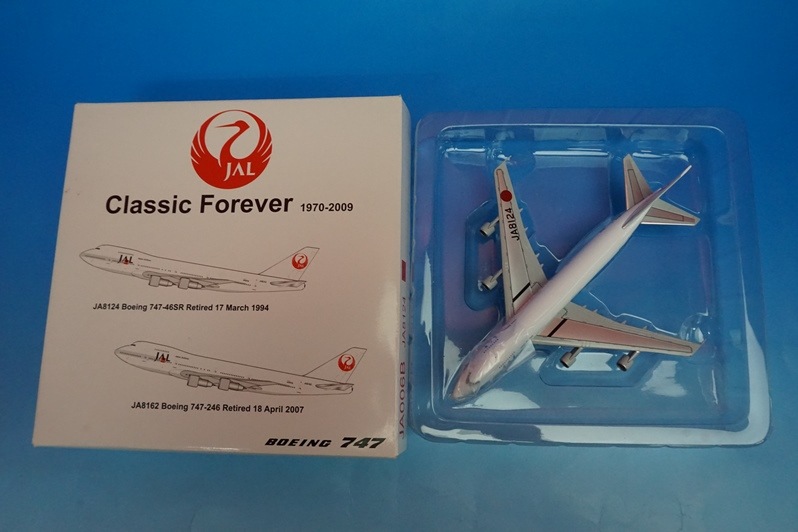 JAL
Classic Forever 1970-2009
JAL
JA8124 Boeing 747-46SR Retired 17 March 1994
JAL
JA8162 Boeing 747-246 Retired 18 April 2007
BOEING 747
JA006B JA8124
JA8124